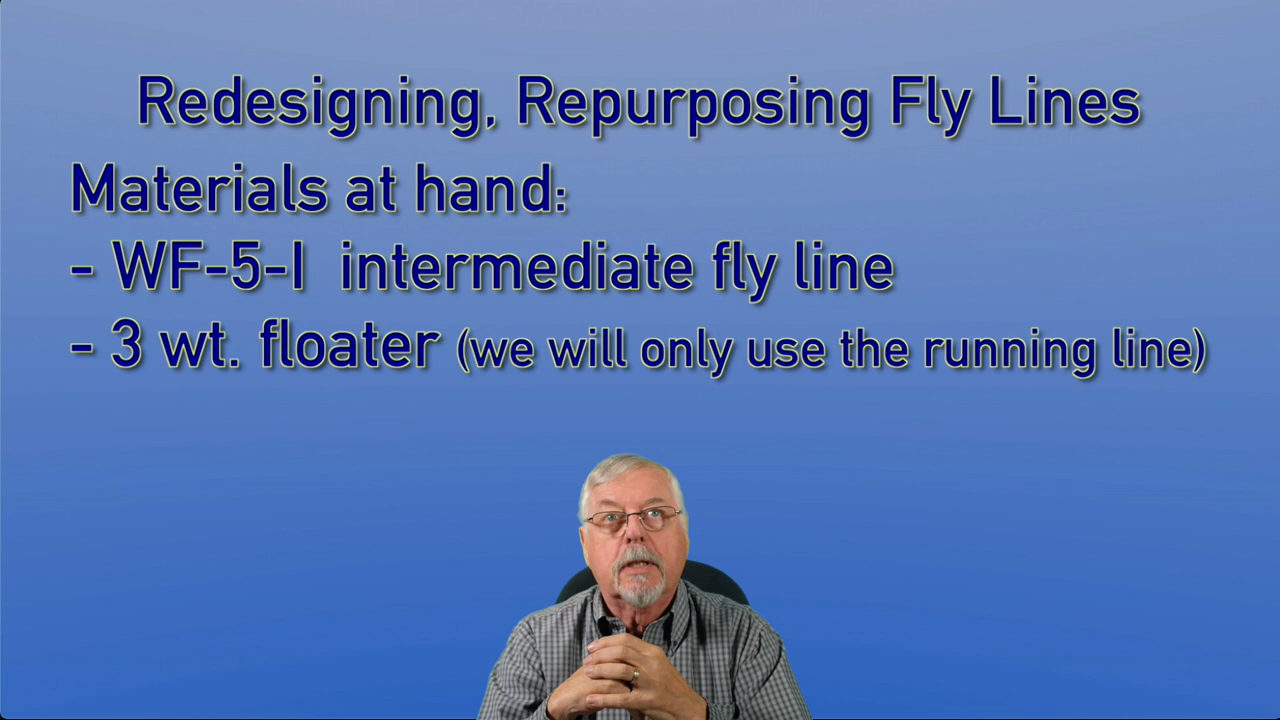 Redesigning, Repurposing Fly Lines
Materials at hand:
- WF-5-I intermediate fly line
- 3 wt. floater (we will only use the running line)